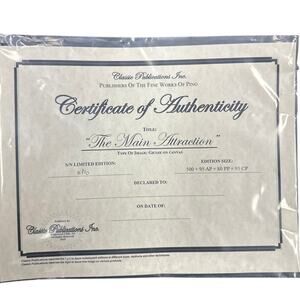 Classic Publications Inc.
PUBLISHERS OF THE FINE WORKS OF PINO
Certificate of Authenticity
TITLE:
"The Main Attraction"
TYPE OF IMAGE: GICLEE ON CANVAS
S/N LIMITED EDITION:
EDITION SIZE:
500 + 95 AP + 80 PP + 95 CP
DECLARED TO:
ON DATE OF:
Classic Publications Inc.